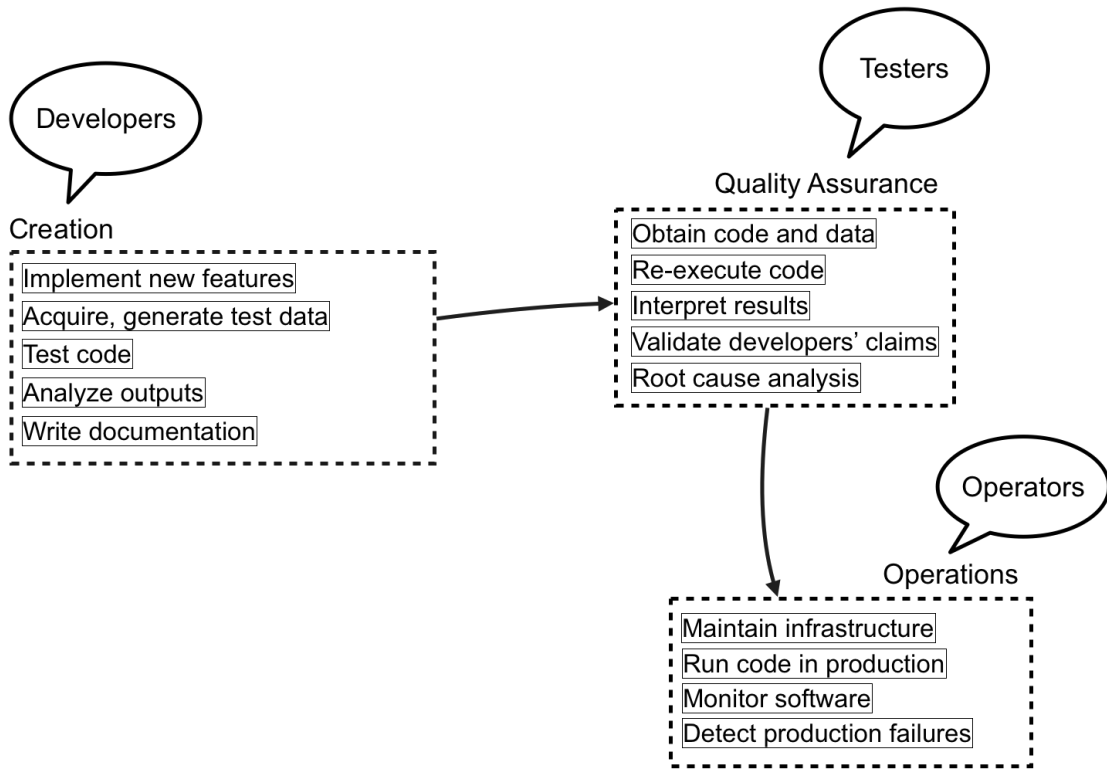 Developers
Creation
Implement new features
Acquire, generate test data
Test code
Analyze outputs
Write documentation
Testers
Quality Assurance
Obtain code and data
Re-execute code
Interpret results
Validate developers’ claims
Root cause analysis
Operators
Operations
Maintain infrastructure
Run code in production
Monitor software
Detect production failures